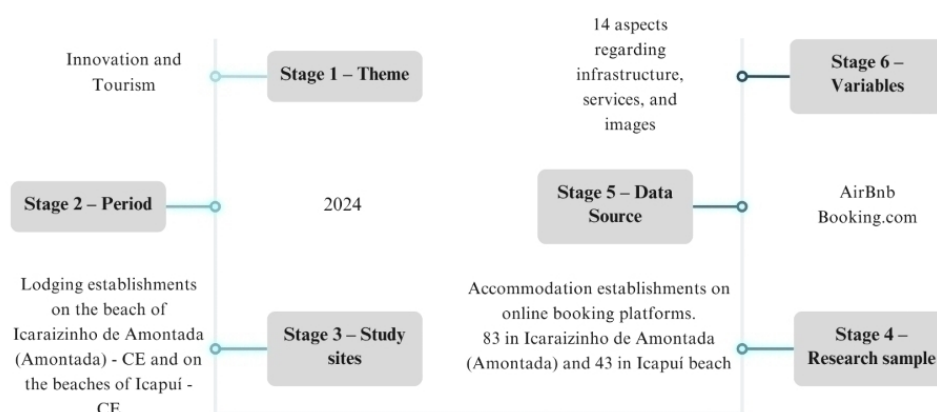 Innovation and
Tourism
Stage 1 – Theme
Stage 2 – Period
2024
Lodging establishments
on the beach of
Icaraizinho de Amontada
(Amontada) - CE and on
the beaches of Icapuí -
CE
Stage 3 – Study
sites
14 aspects
regarding
infrastructure,
services, and
images
Stage 6 –
Variables
Stage 5 – Data
Source
AirBnb
Booking.com
Accommodation establishments on
online booking platforms.
83 in Icaraizinho de Amontada
(Amontada) and 43 in Icapuí beach
Stage 4 –
Research sample